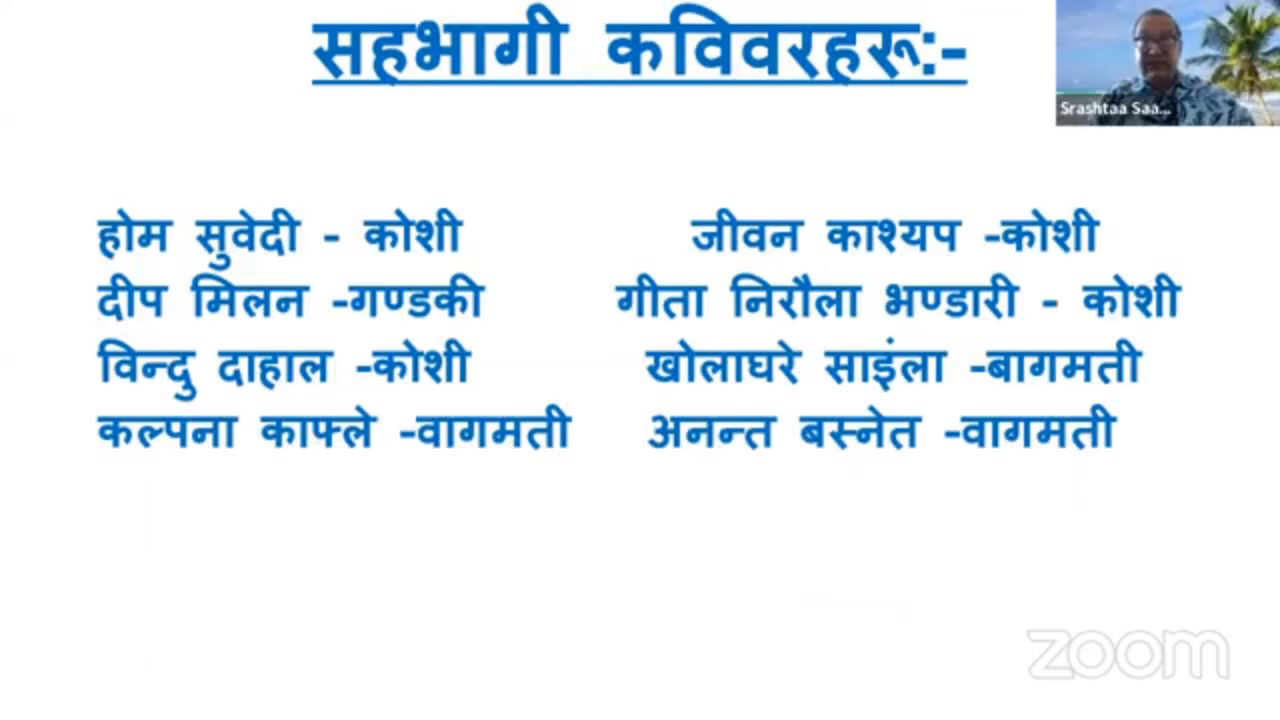 सहभागी कविवरहरू:-
Srashtaa Saa...
होम सुवेदी - कोशी जीवन काश्यप -कोशी
दीप मिलन -गण्डकी गीता निरौला भण्डारी - कोशी
विन्दु दाहाल -कोशी खोलाघरे साइंला -बागमती
कल्पना काफ्ले -वागमती अनन्त बस्नेत -वागमती
zoom